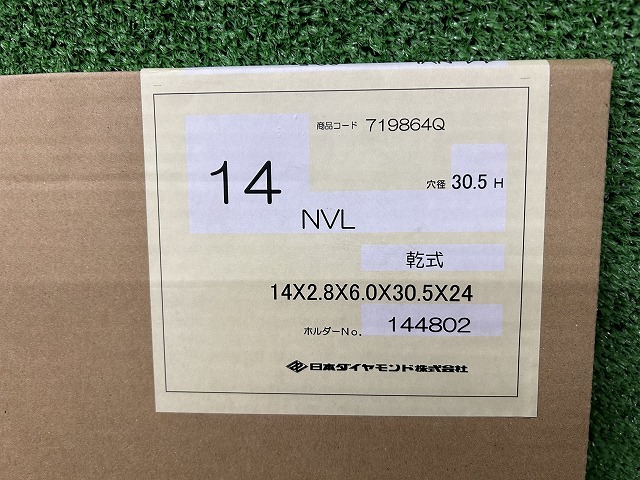 商品コード 719864Q
14
穴径 30.5 H
NVL
乾式
14X2.8X6.0X30.5X24
ホルダーNo. 144802
日本ダイヤモンド株式会社